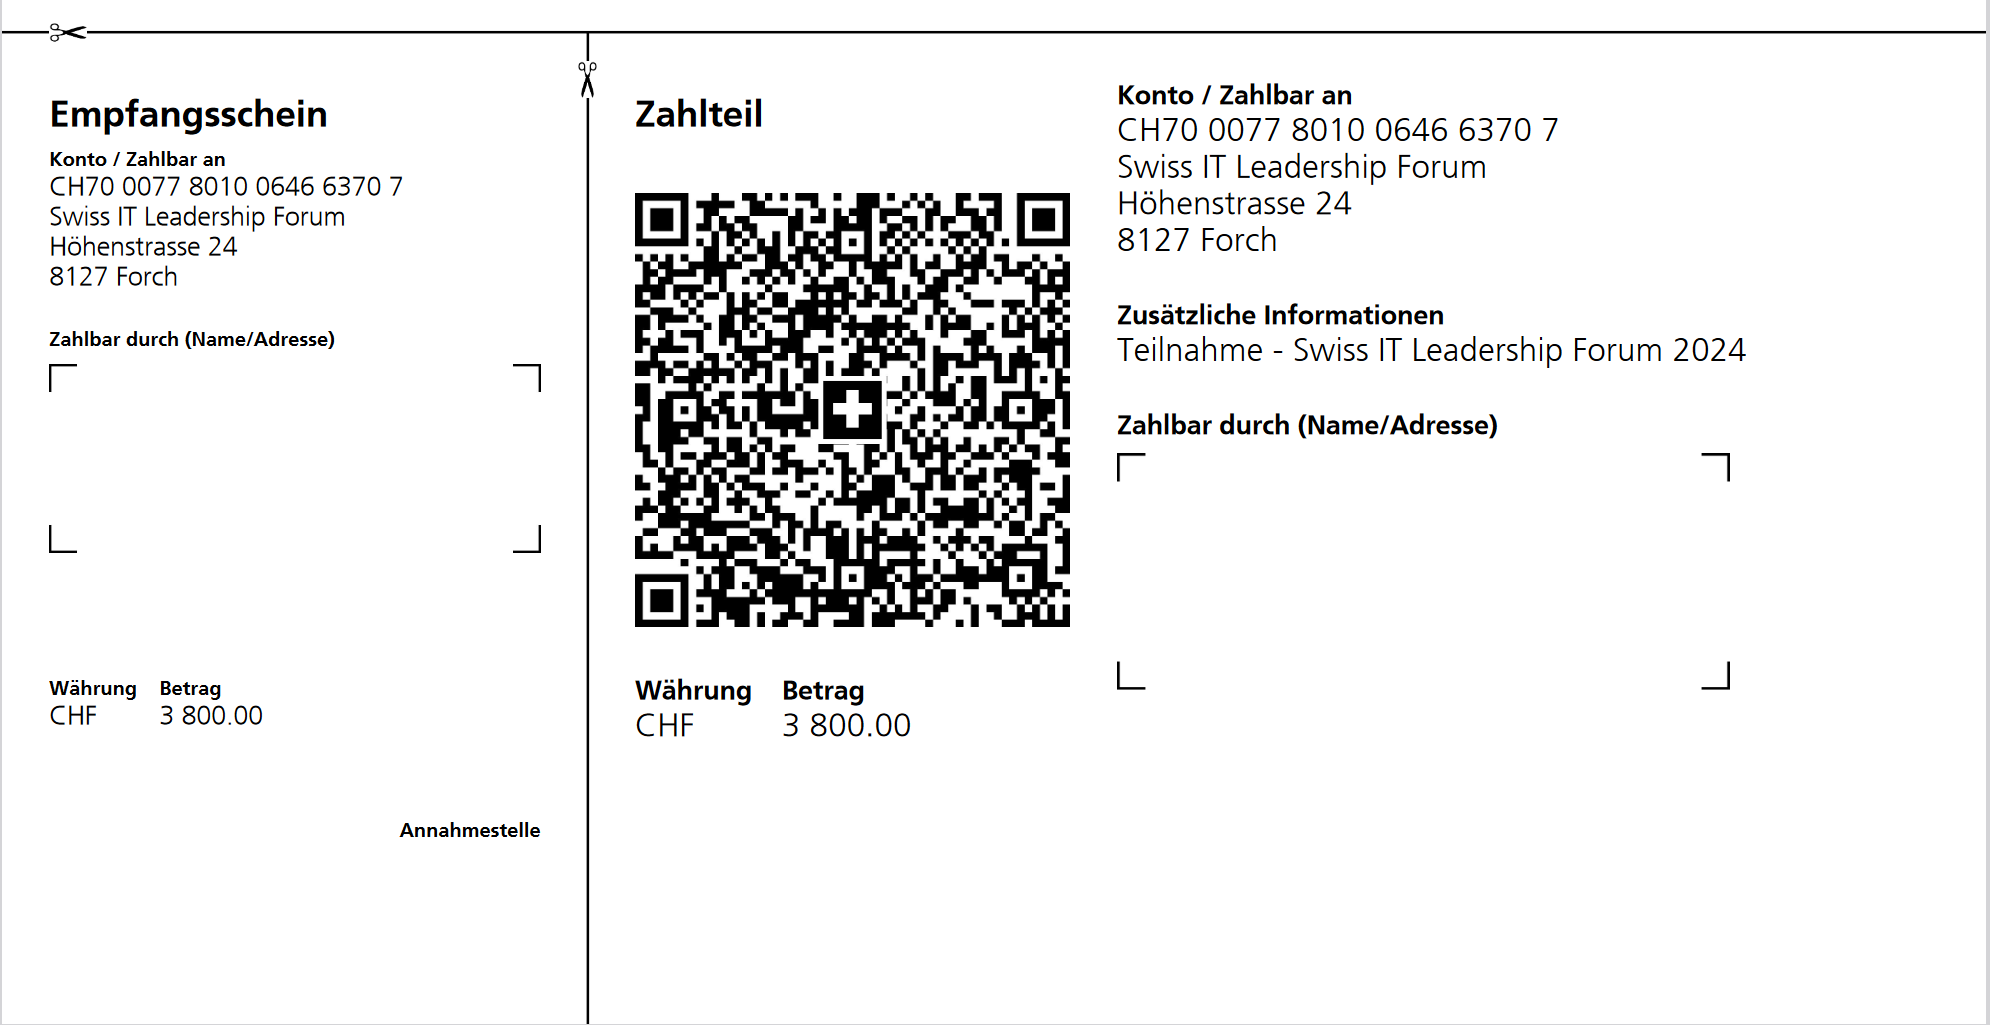 Empfangsschein
Konto / Zahlbar an
CH70 0077 8010 0646 6370 7
Swiss IT Leadership Forum
Höhenstrasse 24
8127 Forch
Zahlbar durch (Name/Adresse)
Währung Betrag
CHF 3 800.00
Annahmestelle
Zahlteil
Währung Betrag
CHF 3 800.00
Konto / Zahlbar an
CH70 0077 8010 0646 6370 7
Swiss IT Leadership Forum
Höhenstrasse 24
8127 Forch
Zusätzliche Informationen
Teilnahme - Swiss IT Leadership Forum 2024
Zahlbar durch (Name/Adresse)